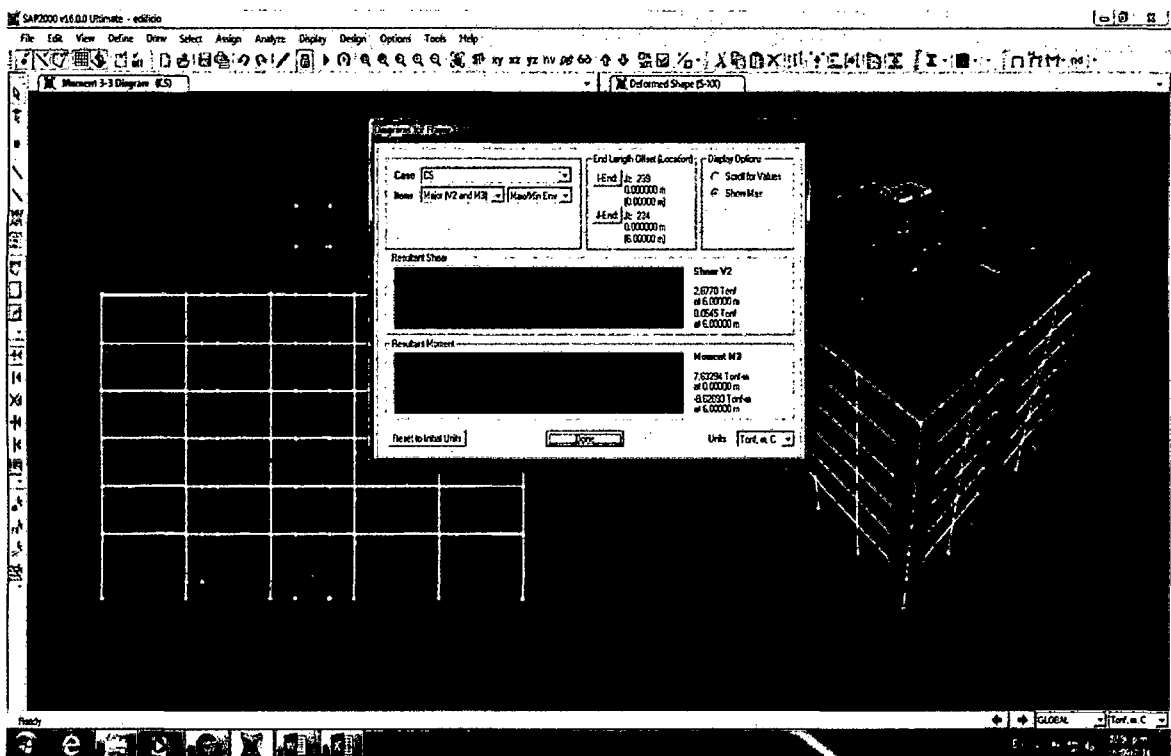 SAP2000 v16.0.0 Ultimate - edificio
File Edit View Define Draw Select Assign Analyze Display Design Options Tools Help
xy xz yz nv
Moment 3-3 Diagram (CS)
Deformed Shape (S-XX)
Case CS
Items Major (V2 and M3) Max/Min Env
End Length Offset (Location)
I-End: Jt: 239
0.000000 m
(0.00000 m)
J-End: Jt: 234
0.000000 m
(6.00000 m)
Display Options
Scroll for Values
Show Max
Resultant Shear
Shear V2
2.6770 Tonf
at 6.00000 m
0.0545 Tonf
at 6.00000 m
Resultant Moment
Moment M3
7.63294 Tonf-m
at 0.00000 m
at 6.00000 m
Reset to Initial Units
Done
Units Tonf, m, C
Ready
GLOBAL
Tonf, m, C